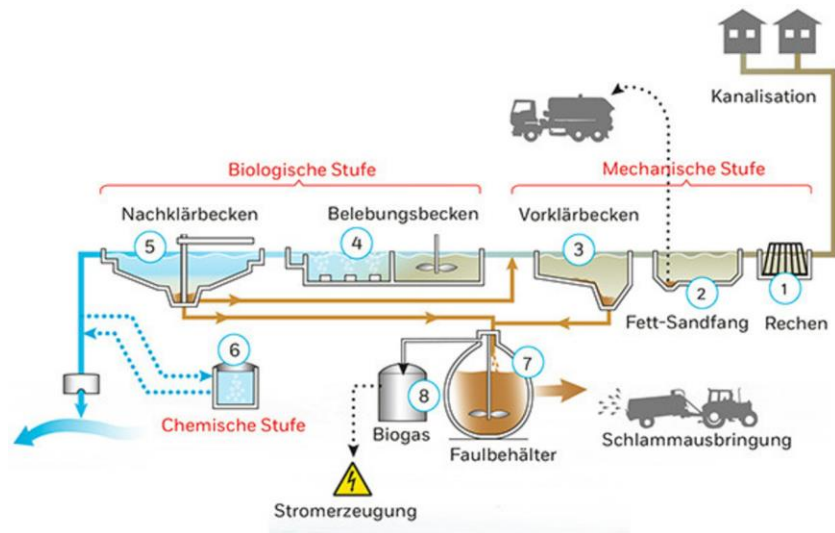 Kanalisation
Biologische Stufe
Mechanische Stufe
Nachklärbecken
Belebungsbecken
Vorklärbecken
5
4
3
2
1
Fett-Sandfang
Rechen
6
7
8
Chemische Stufe
Biogas
Faulbehälter
Schlammausbringung
Stromerzeugung